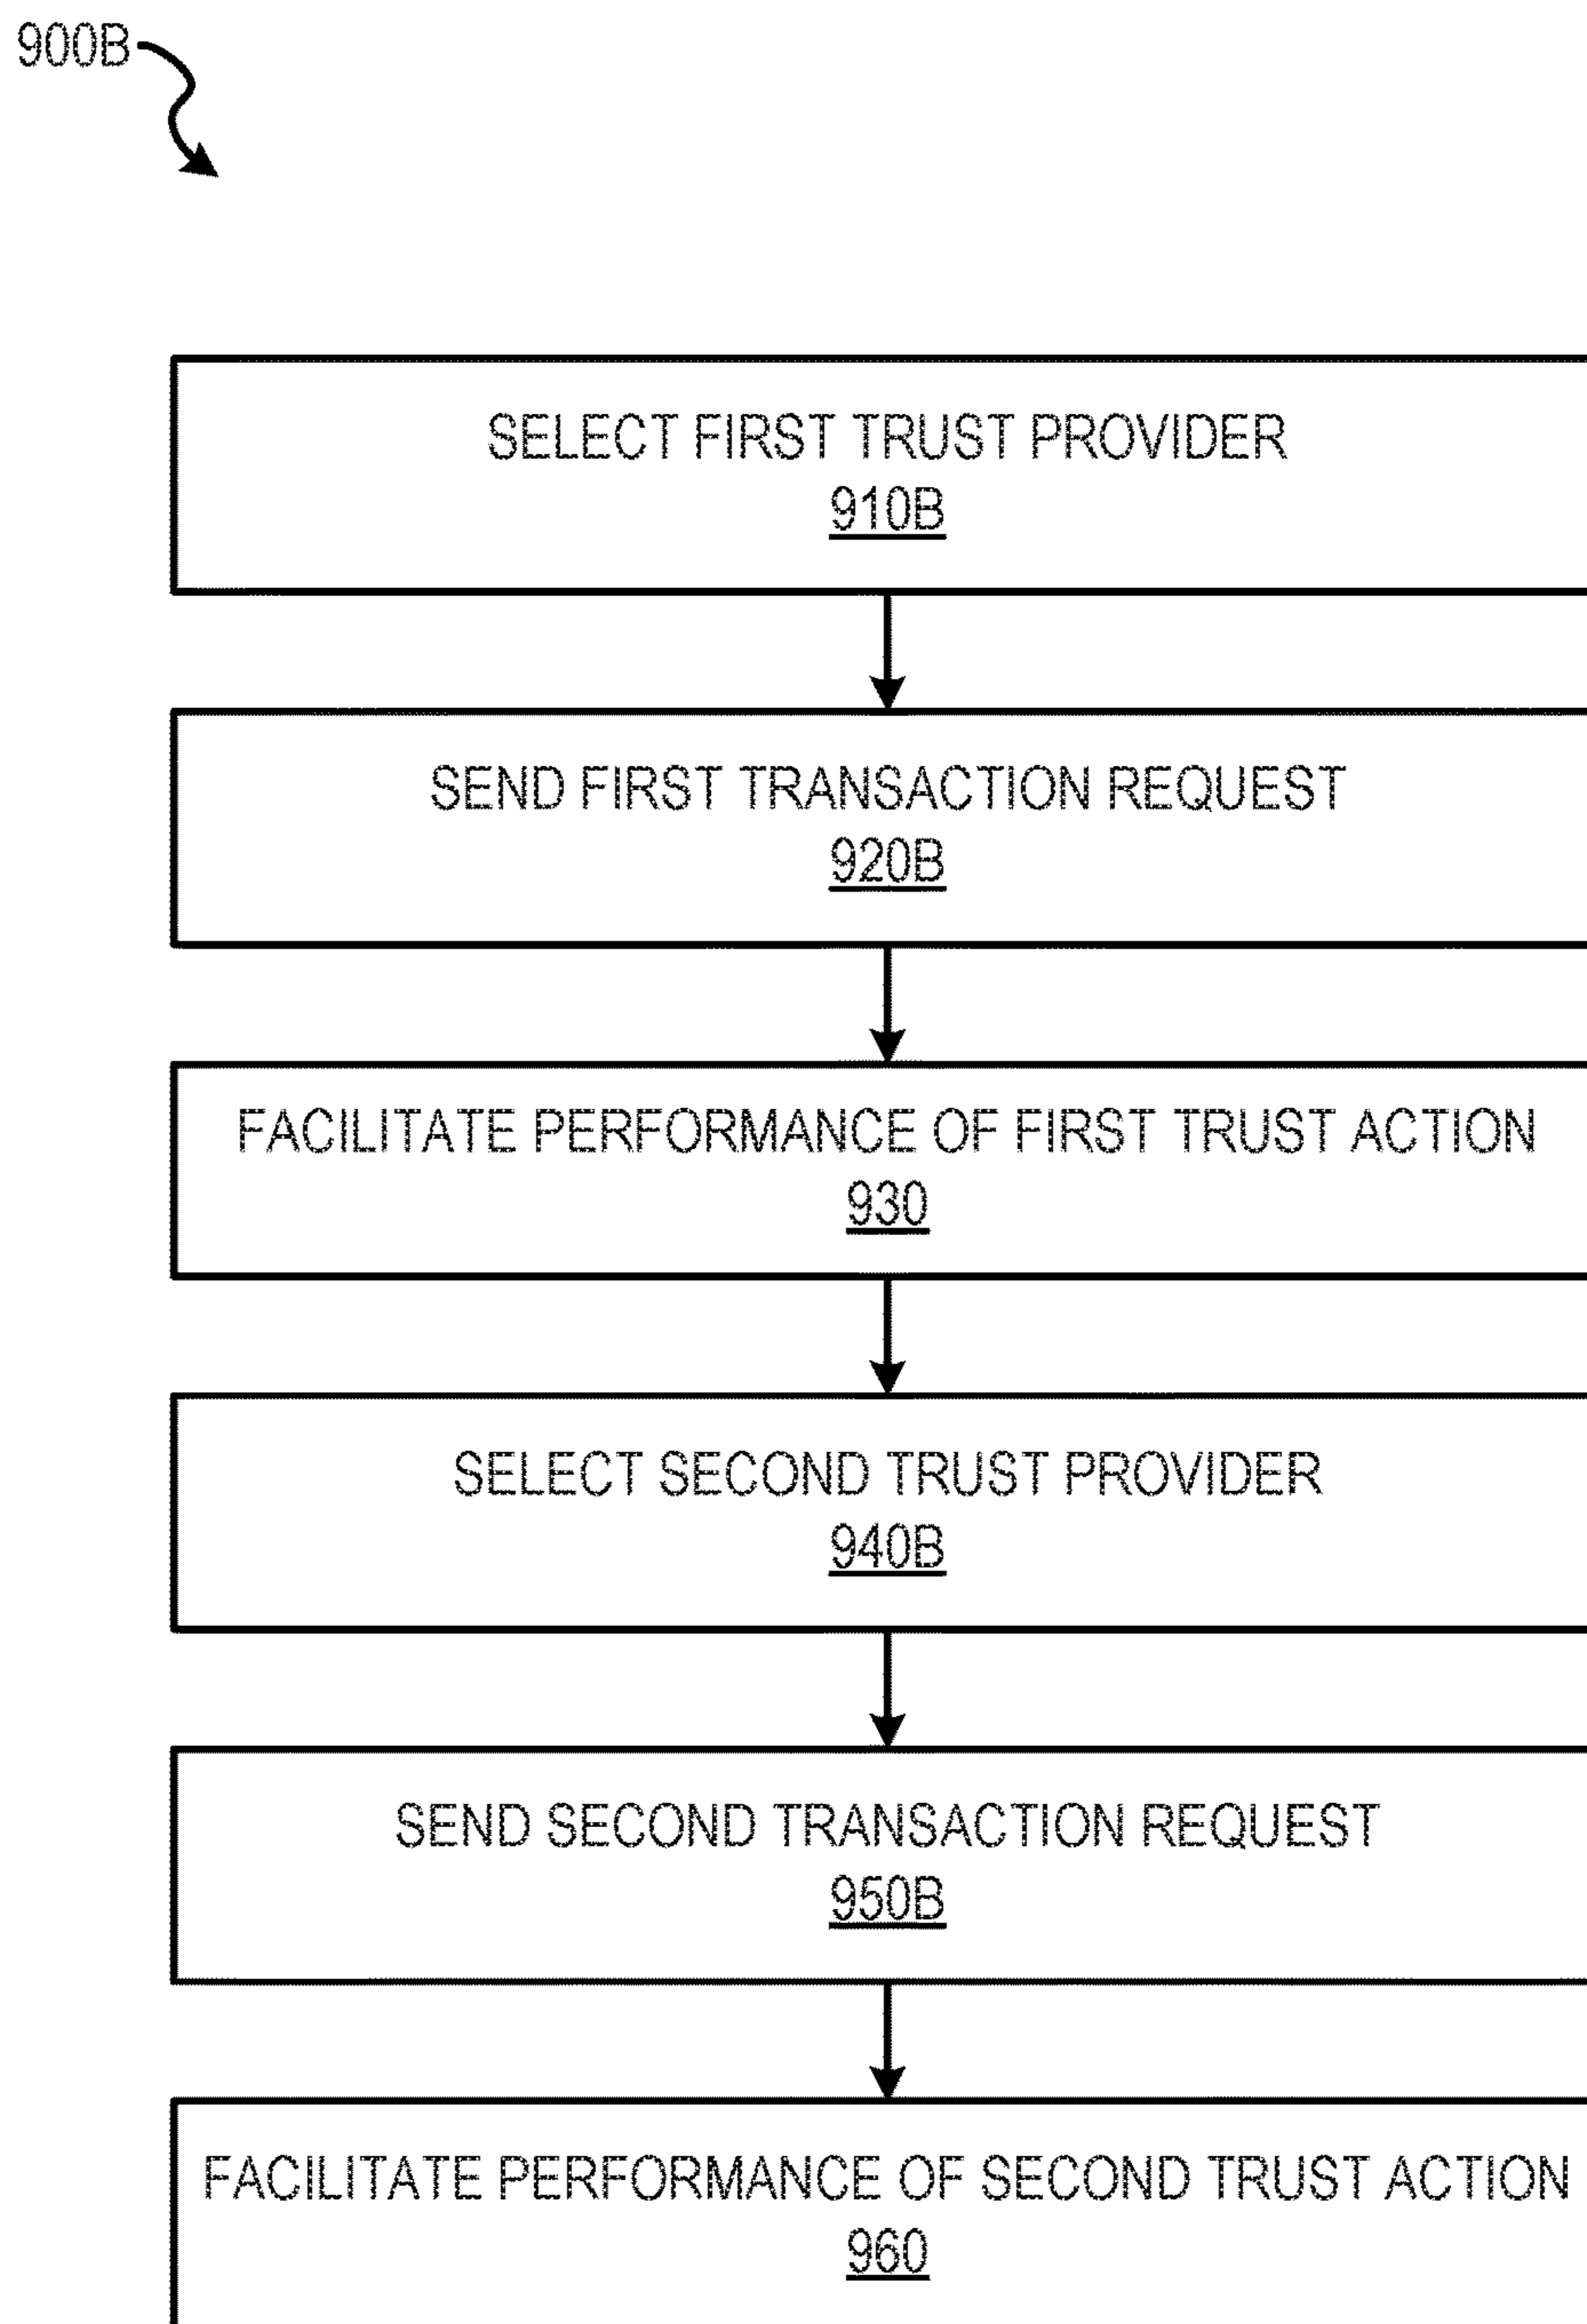 900B
SELECT FIRST TRUST PROVIDER
910B
SEND FIRST TRANSACTION REQUEST
920B
FACILITATE PERFORMANCE OF FIRST TRUST ACTION
930
SELECT SECOND TRUST PROVIDER
940B
SEND SECOND TRANSACTION REQUEST
950B
FACILITATE PERFORMANCE OF SECOND TRUST ACTION
960